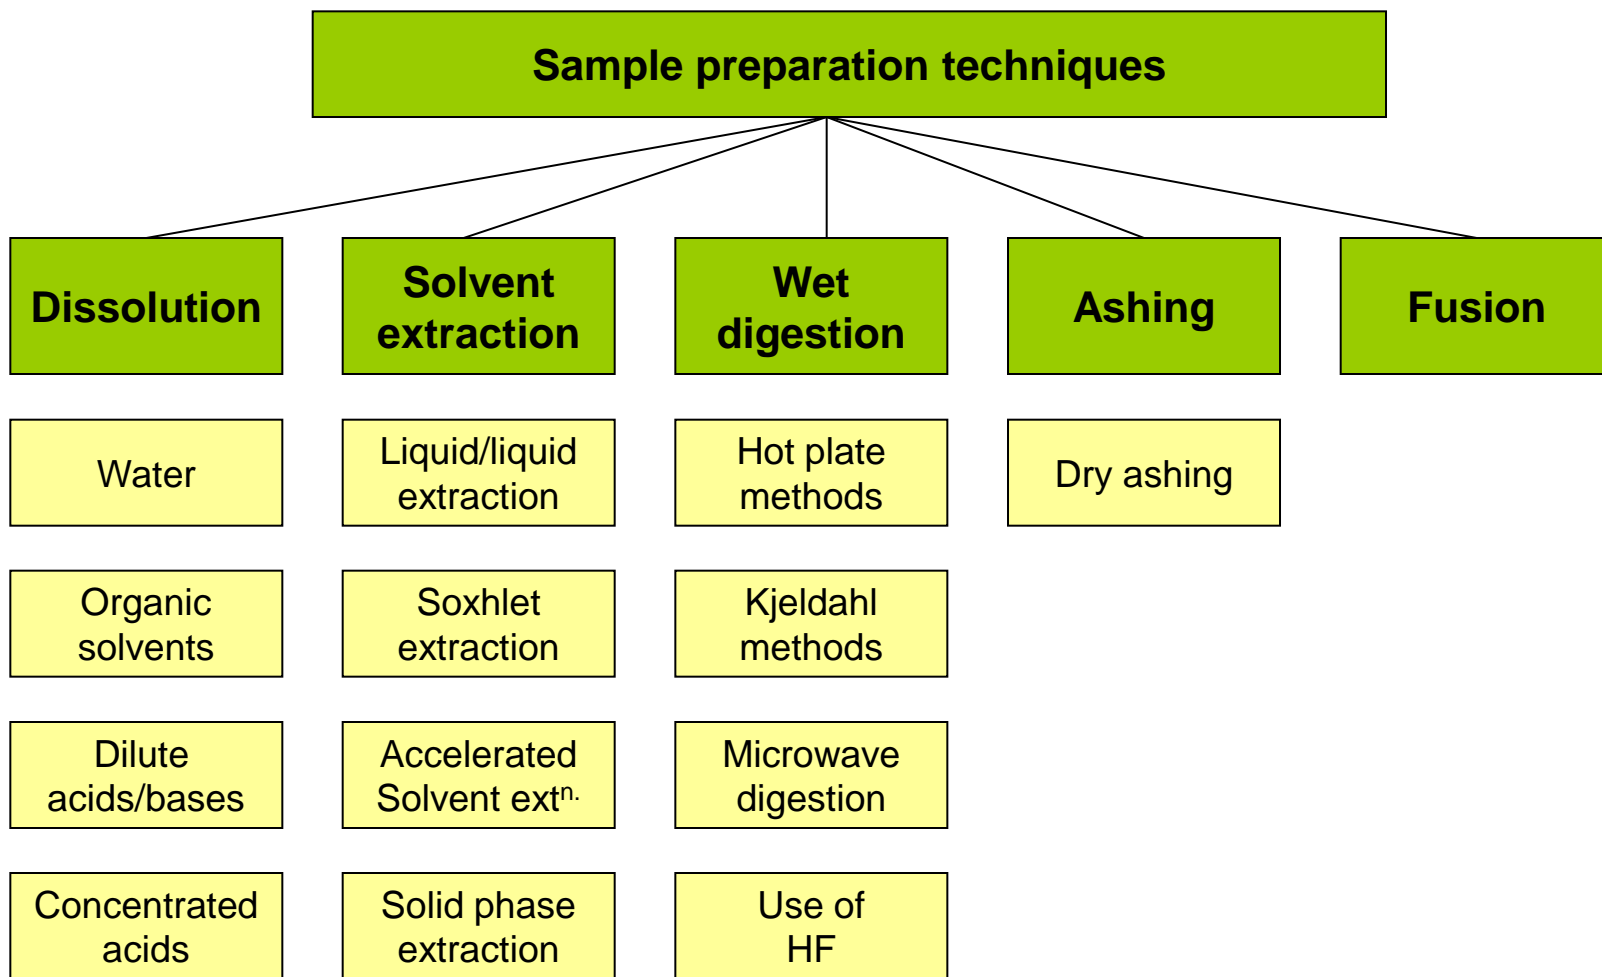 Sample preparation techniques
Dissolution
Solvent
extraction
Wet
digestion
Ashing
Fusion
Water
Liquid/liquid
extraction
Hot plate
methods
Dry ashing
Organic
solvents
Soxhlet
extraction
Kjeldahl
methods
Dilute
acids/bases
Accelerated
Solvent extⁿ·
Microwave
digestion
Concentrated
acids
Solid phase
extraction
Use of
HF